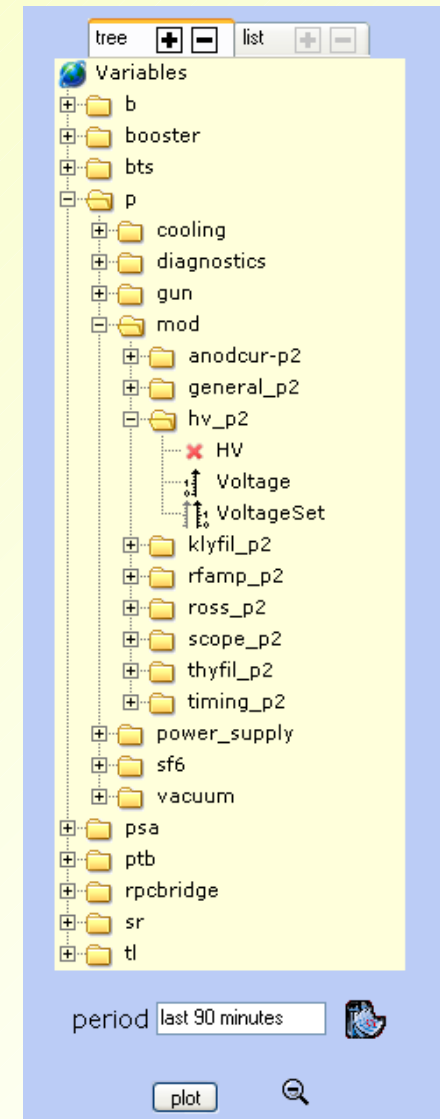 tree list
Variables
b
booster
bts
p
cooling
diagnostics
gun
mod
anodcur-p2
general_p2
hv_p2
HV
Voltage
VoltageSet
klyfil_p2
rfamp_p2
ross_p2
scope_p2
thyfil_p2
timing_p2
power_supply
sf6
vacuum
psa
ptb
rpcbridge
sr
tl
period last 90 minutes
plot